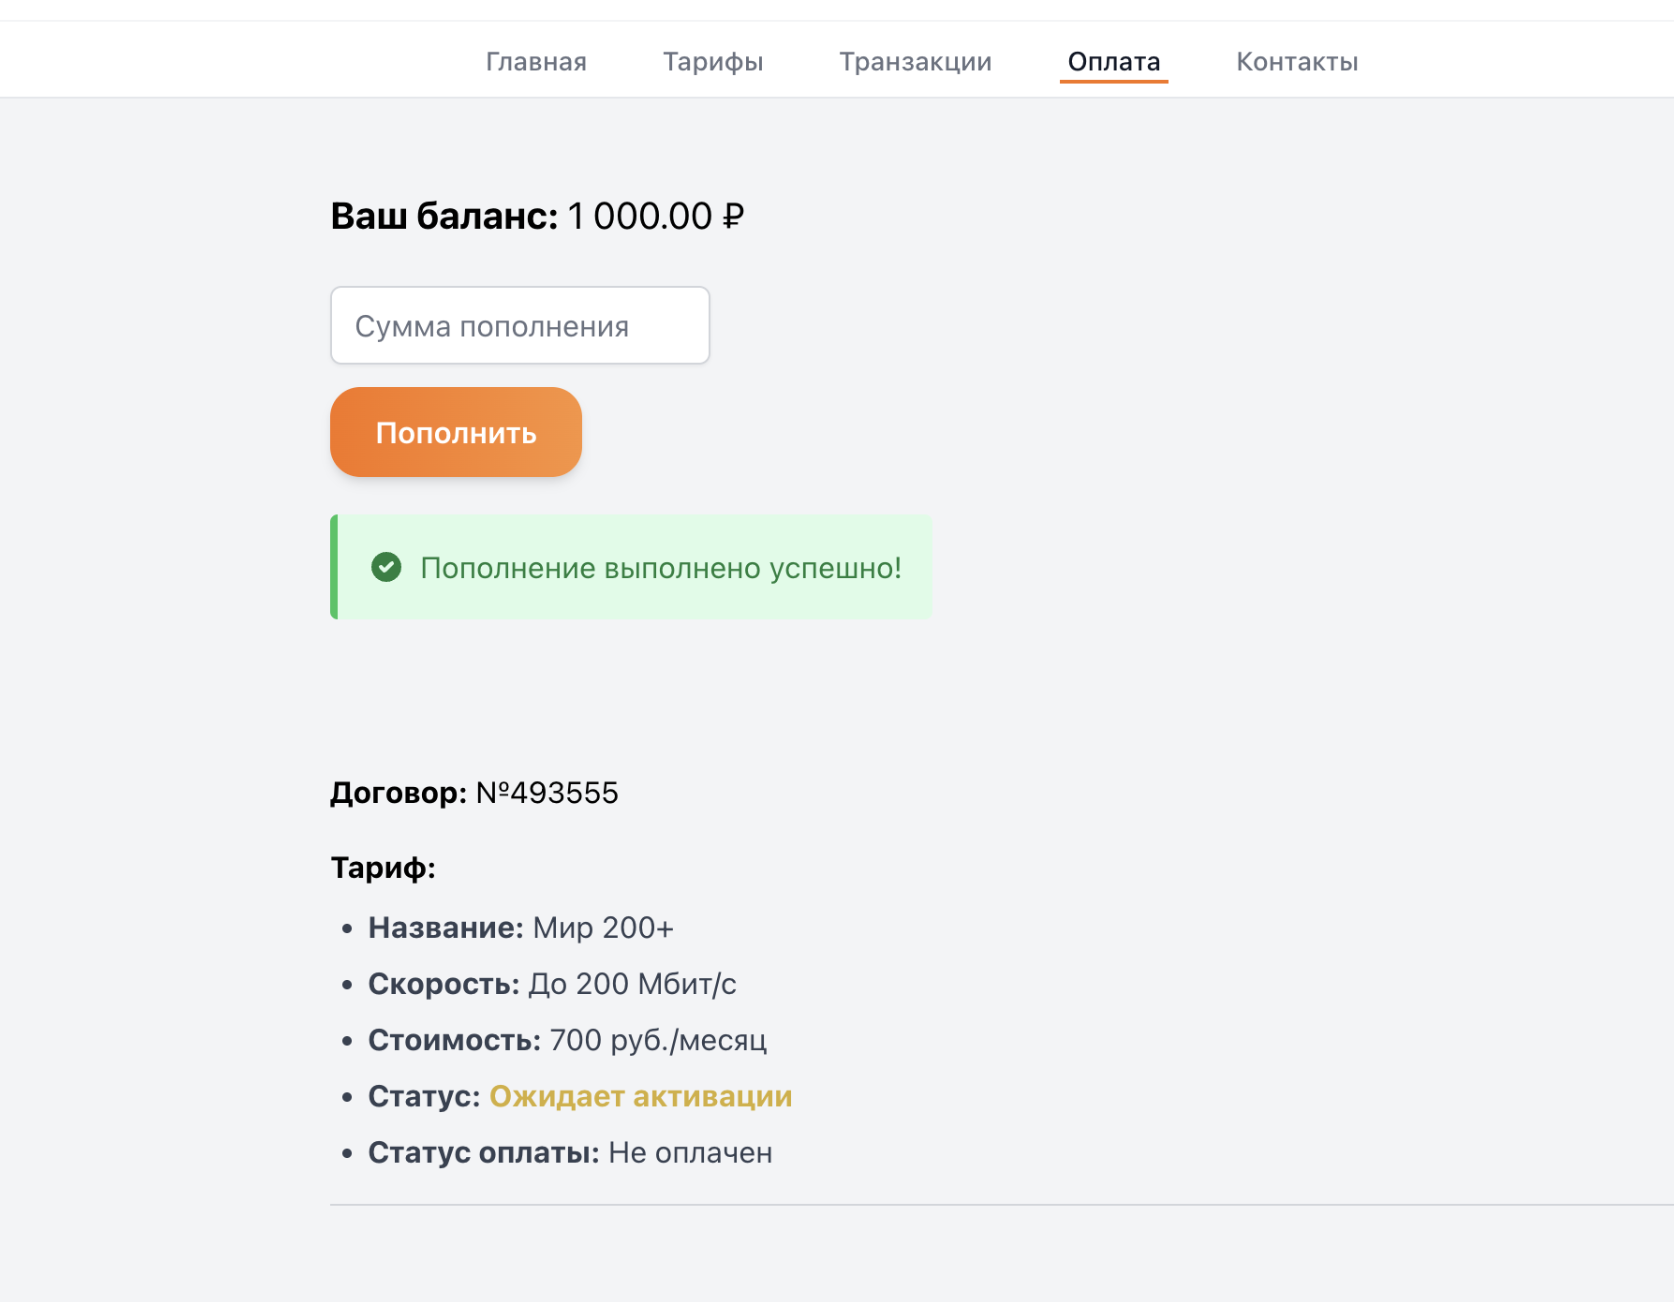 Главная Тарифы Транзакции Оплата Контакты
Ваш баланс: 1 000.00 ₽
Сумма пополнения
Пополнить
Пополнение выполнено успешно!
Договор: №493555
Тариф:
• Название: Мир 200+
• Скорость: До 200 Мбит/с
• Стоимость: 700 руб./месяц
• Статус: Ожидает активации
• Статус оплаты: Не оплачен